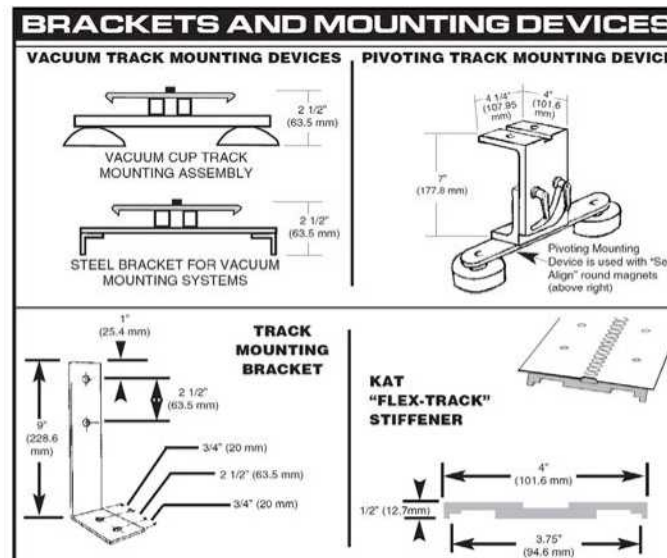 BRACKETS AND MOUNTING DEVICES
VACUUM TRACK MOUNTING DEVICES
2 1/2"
(63.5 mm)
VACUUM CUP TRACK
MOUNTING ASSEMBLY
2 1/2"
(63.5 mm)
STEEL BRACKET FOR VACUUM
MOUNTING SYSTEMS
PIVOTING TRACK MOUNTING
4 1/4"
(107.95
mm)
4"
(101.6
mm)
7"
(177.8 mm)
Pivoting Mounting
Device is used with
Align" round magnets
(above right)
TRACK
MOUNTING
BRACKET
1"
(25.4 mm)
2 1/2"
(63.5 mm)
9"
(228.6
mm)
3/4" (20 mm)
2 1/2" (63.5 mm)
3/4" (20 mm)
KAT
"FLEX-TRACK"
STIFFENER
4"
(101.6 mm)
1/2" (12.7mm)
3.75"
(94.6 mm)